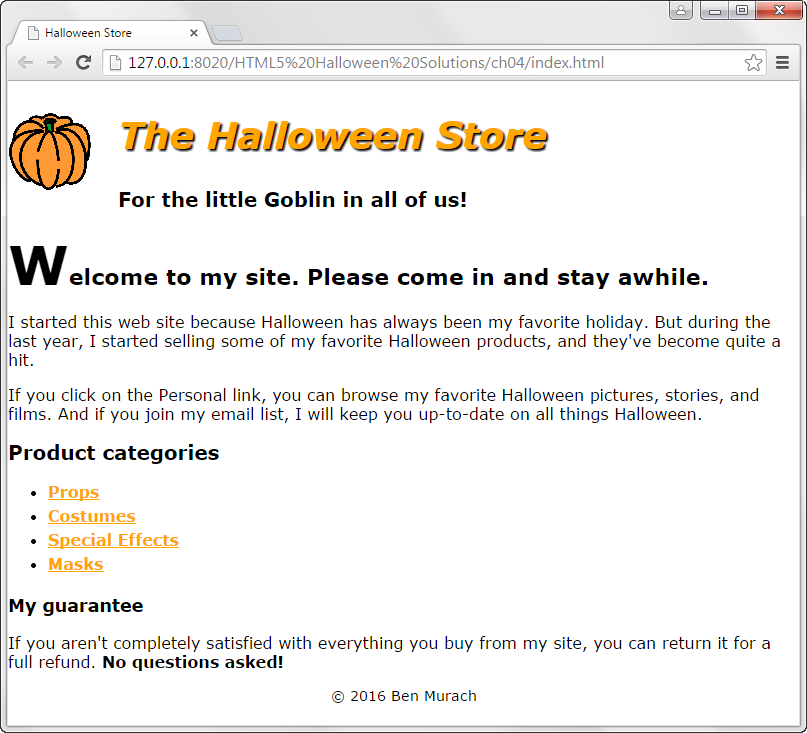 Halloween Store
127.0.0.1:8020/HTML5%20Halloween%20Solutions/ch04/index.html
The Halloween Store
For the little Goblin in all of us!
Welcome to my site. Please come in and stay awhile.
I started this web site because Halloween has always been my favorite holiday. But during the
last year, I started selling some of my favorite Halloween products, and they've become quite a
hit.
If you click on the Personal link, you can browse my favorite Halloween pictures, stories, and
films. And if you join my email list, I will keep you up-to-date on all things Halloween.
Product categories
• Props
• Costumes
• Special Effects
• Masks
My guarantee
If you aren't completely satisfied with everything you buy from my site, you can return it for a
full refund. No questions asked!
© 2016 Ben Murach